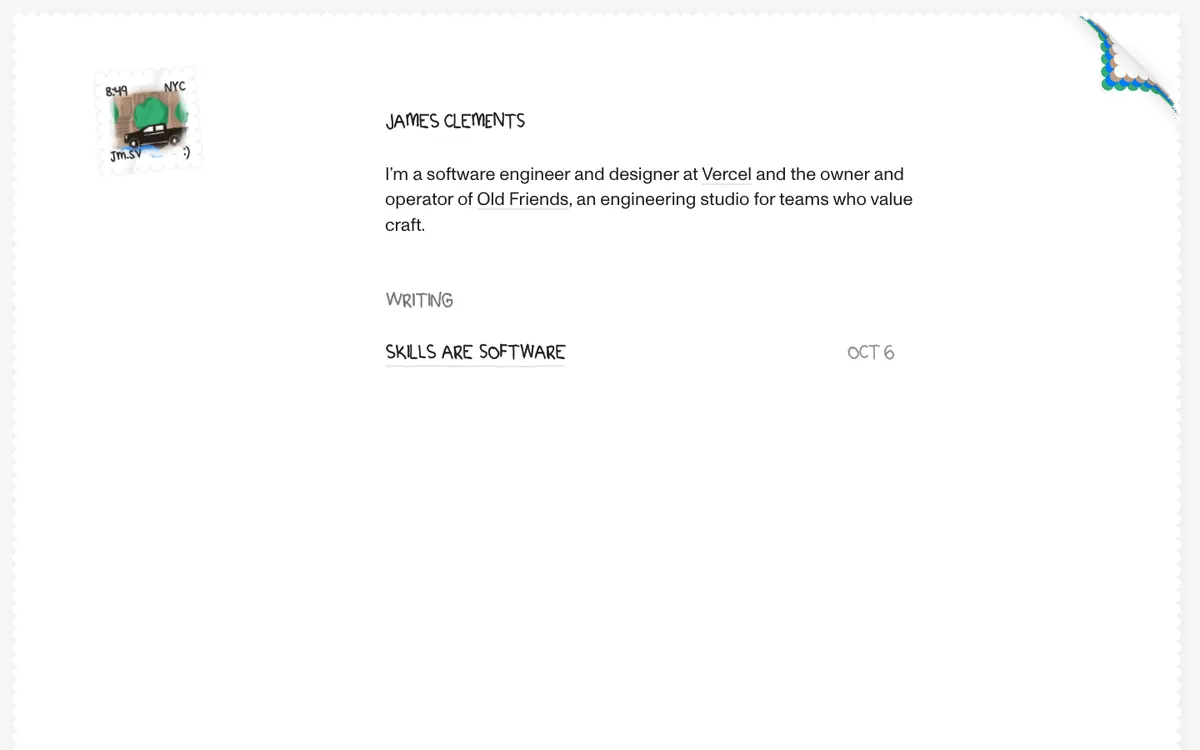 8:49 NYC
Jm.SV :)
JAMES CLEMENTS
I'm a software engineer and designer at Vercel and the owner and
operator of Old Friends, an engineering studio for teams who value
craft.
WRITING
SKILLS ARE SOFTWARE OCT 6